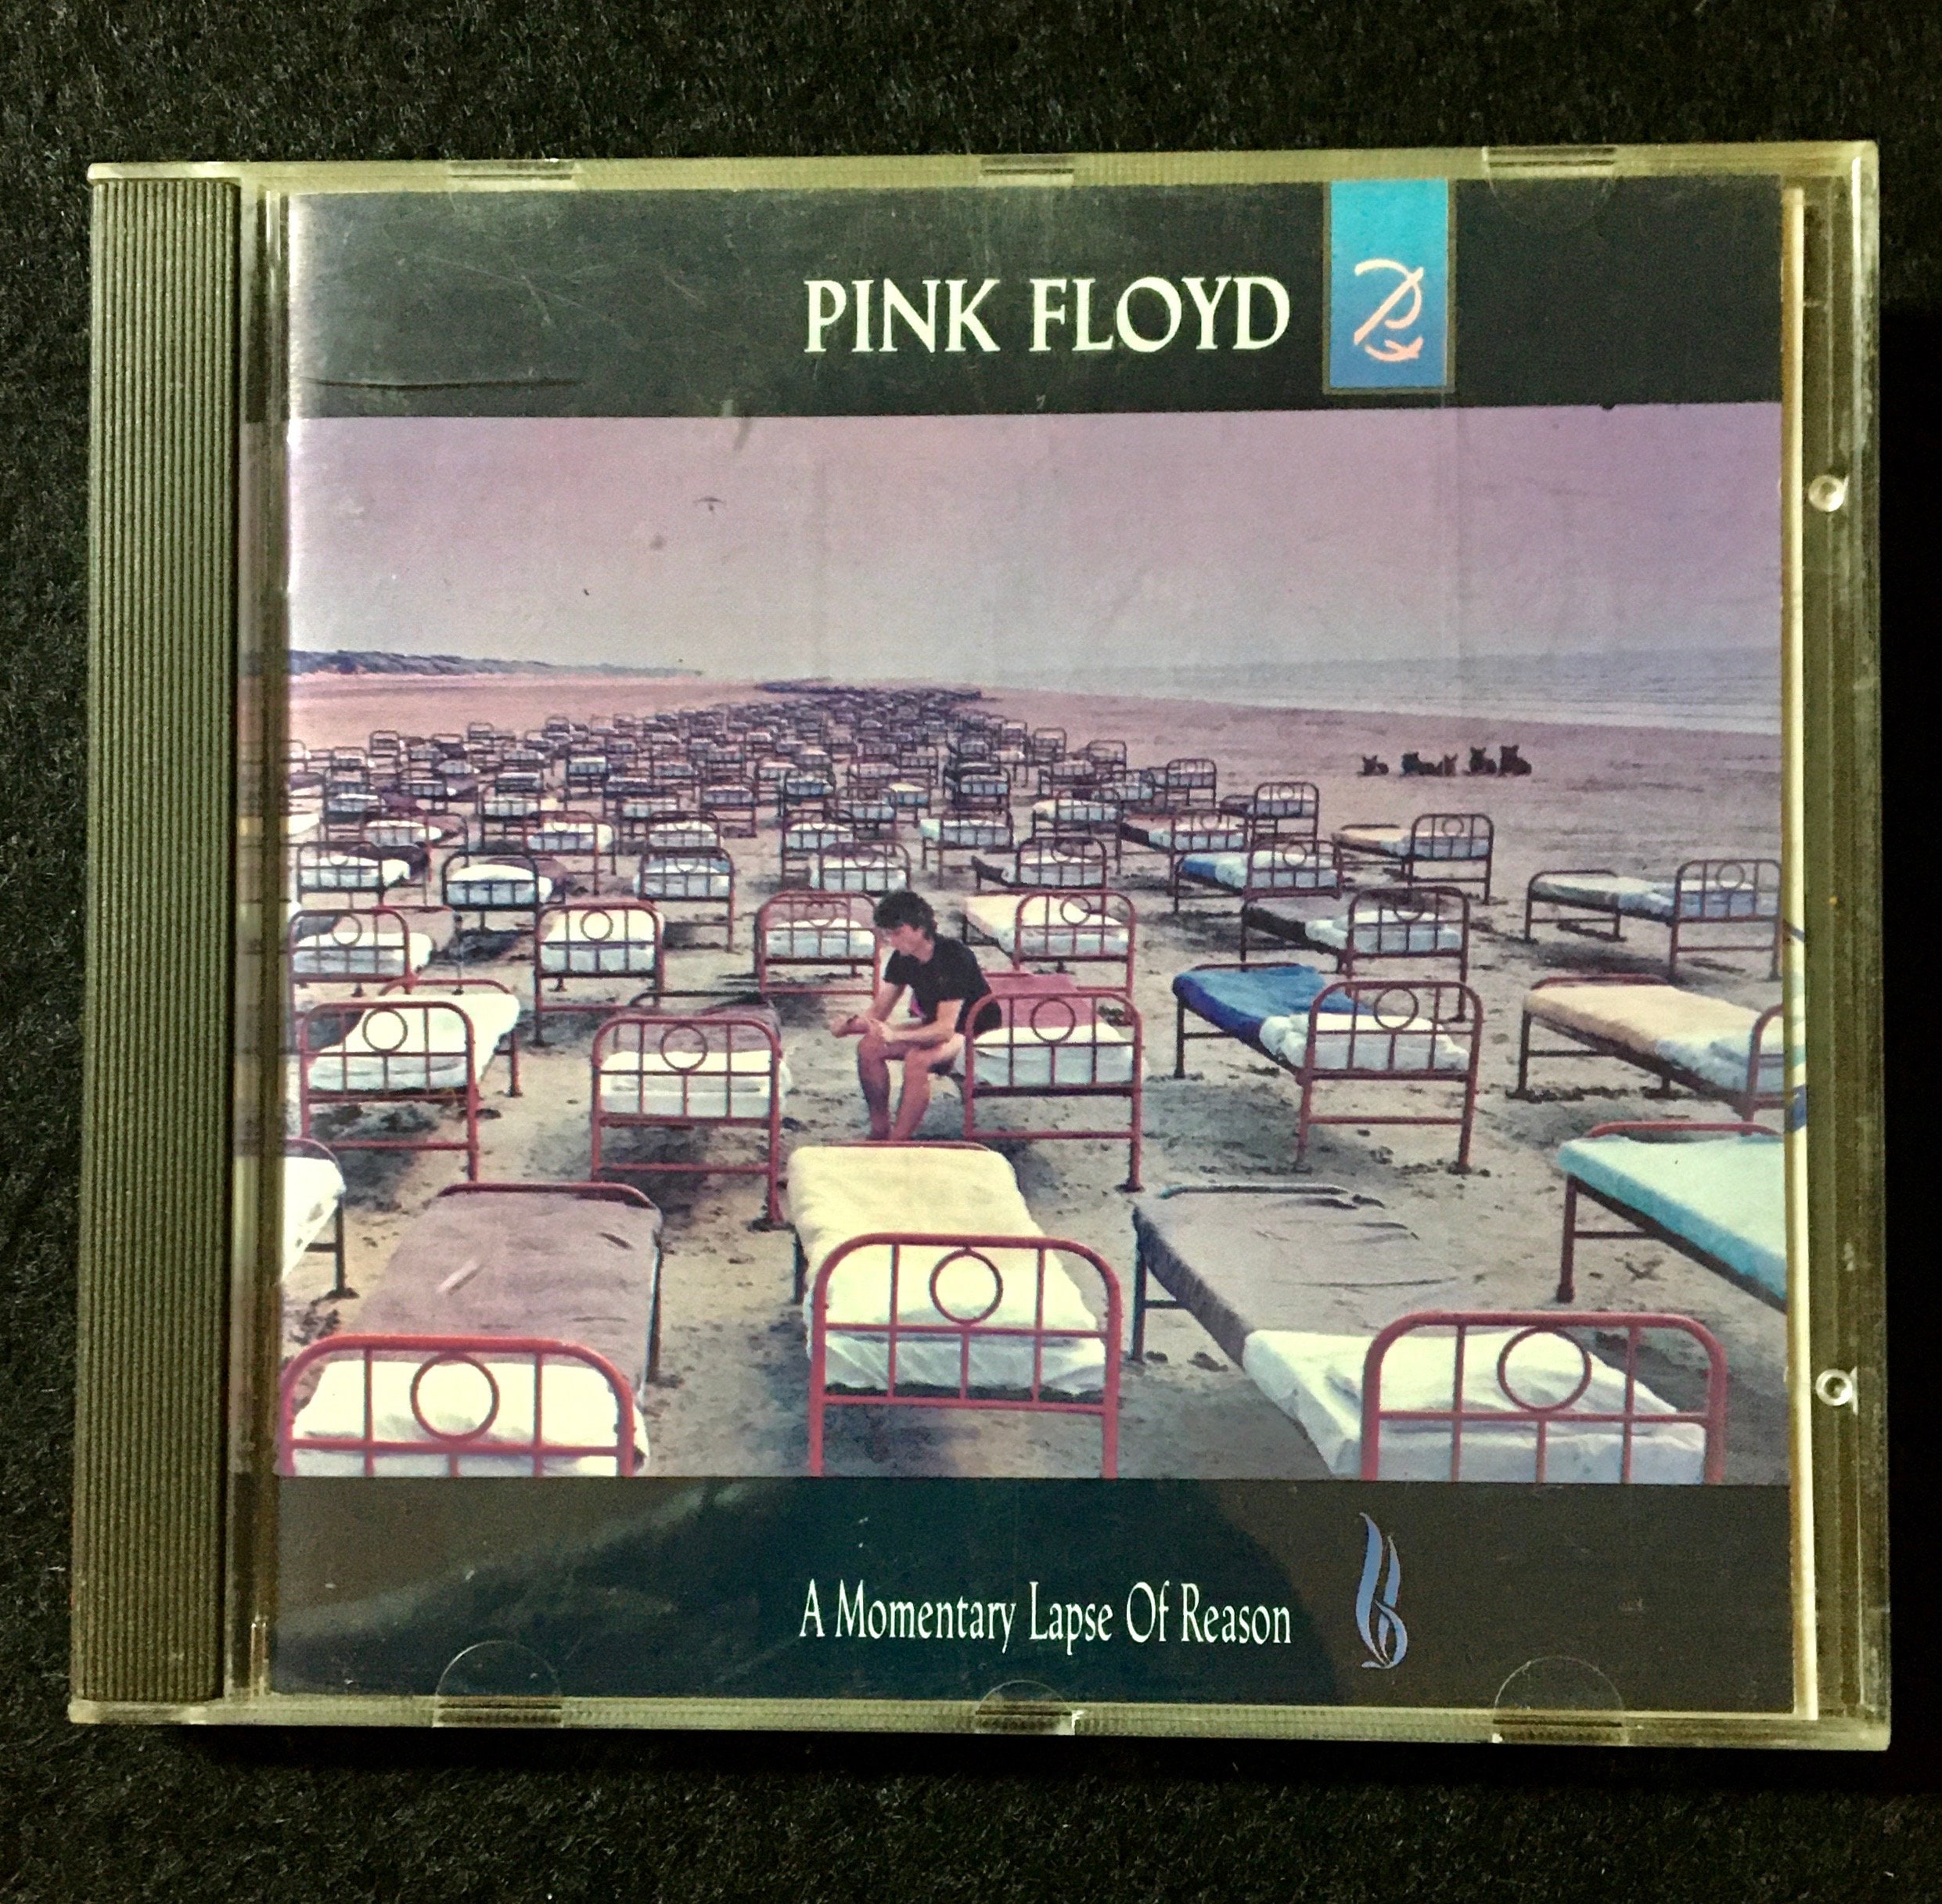 PINK FLOYD
A Momentary Lapse Of Reason